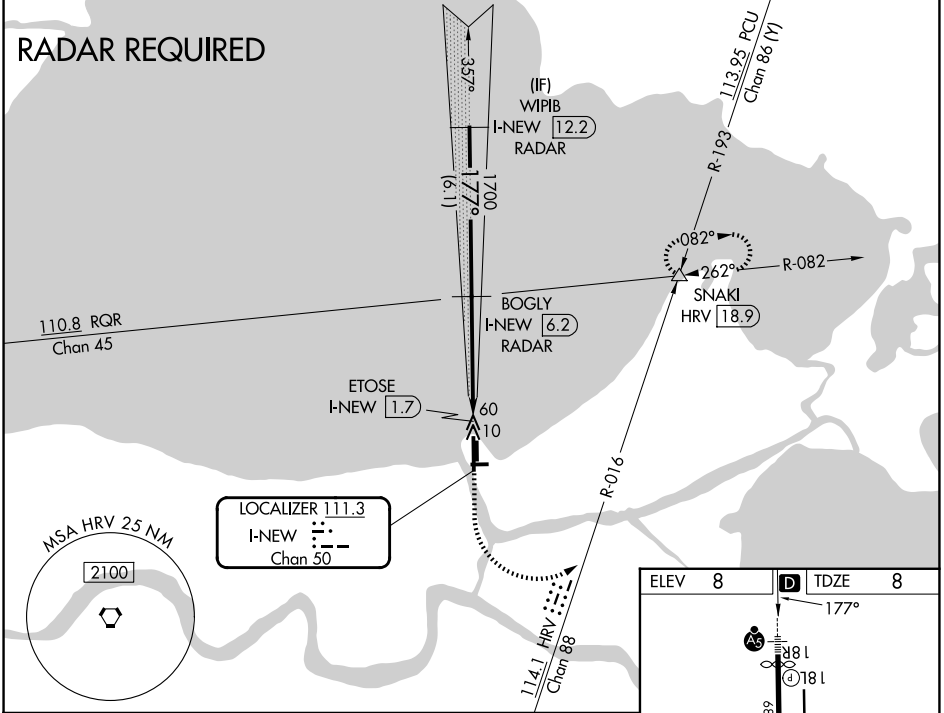 RADAR REQUIRED
357°
(IF)
WIPIB
I-NEW 12.2
RADAR
113.95 PCU
Chan 86 (Y)
R-193
1700
177°
(6.1)
082°
262°
R-082
SNAKI
HRV 18.9
BOGLY
I-NEW 6.2
RADAR
110.8 RQR
Chan 45
ETOSE
I-NEW 1.7
60
10
R-016
LOCALIZER 111.3
I-NEW
Chan 50
MSA HRV 25 NM
2100
114.1 HRV
Chan 88
ELEV 8
D
TDZE 8
177°
A5
18R
P
18L